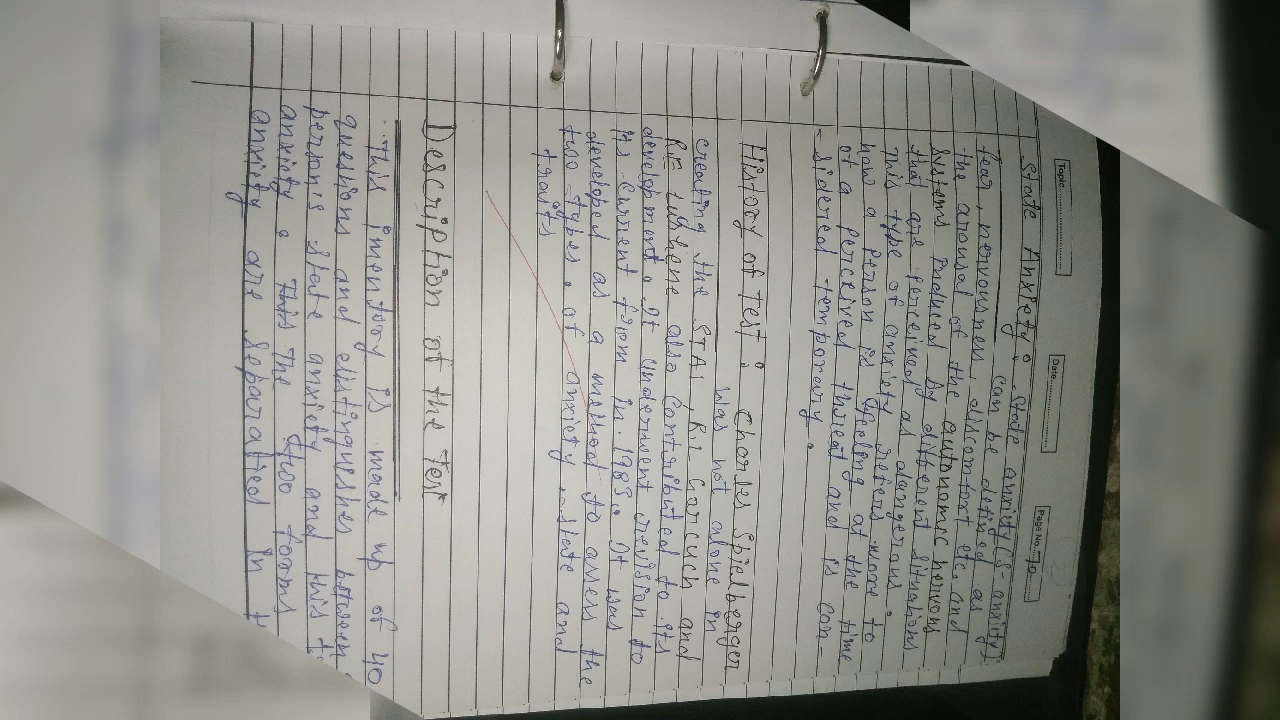 Topic............ Date............ Page No. 70
State Anxiety : State anxiety (S-anxiety)
can be defined as
fear, nervousness, discomfort etc. and
the arousal of the autonomic nervous
systems Produced by different situations
that are perceived as dangerous.
This type of anxiety refers more to
how a person is feeling at the time
of a perceived threat and is con-
-sidered temporary.
History of test : Charles Spielberger
was not alone in
creating the STAI, R.L Gorsuch and
R.E Lushene also contributed to its
development. It underwent revision to
its current from in 1985. It was
developed as a method to assess the
two types of anxiety - state and
traits
Description of the test
This inventory is made up of 40
questions and distinguishes between
person's state anxiety and this
anxiety. This The two forms
anxiety are separated in